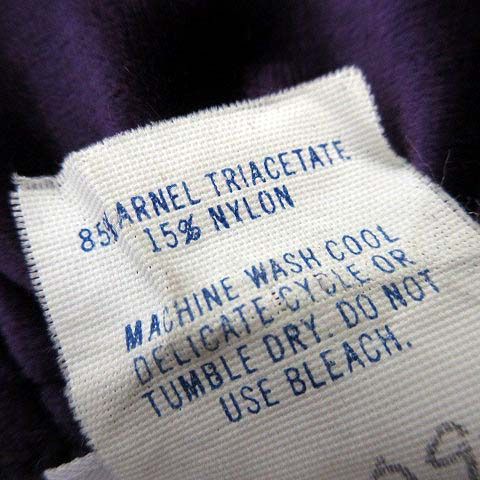 85% ARNEL TRIACETATE
15% NYLON
MACHINE WASH COOL
DELICATE CYCLE OR
TUMBLE DRY. DO NOT
USE BLEACH.